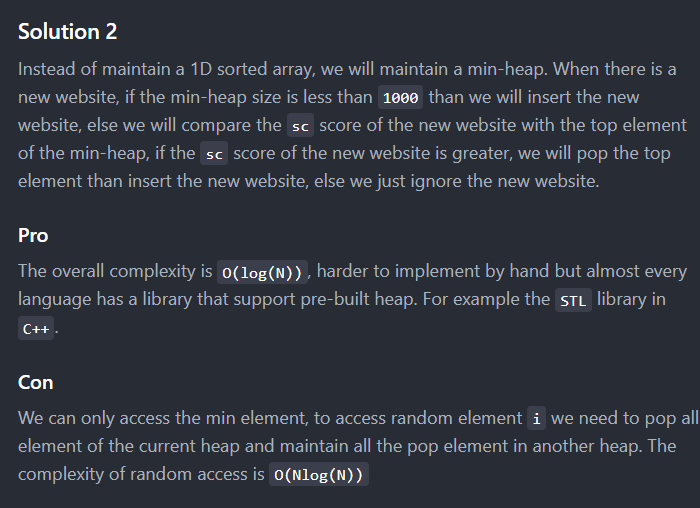 Solution 2
Instead of maintain a 1D sorted array, we will maintain a min-heap. When there is a
new website, if the min-heap size is less than 1000 than we will insert the new
website, else we will compare the sc score of the new website with the top element
of the min-heap, if the sc score of the new website is greater, we will pop the top
element than insert the new website, else we just ignore the new website.
Pro
The overall complexity is O(log(N)), harder to implement by hand but almost every
language has a library that support pre-built heap. For example the STL library in
C++.
Con
We can only access the min element, to access random element i we need to pop all
element of the current heap and maintain all the pop element in another heap. The
complexity of random access is O(Nlog(N))